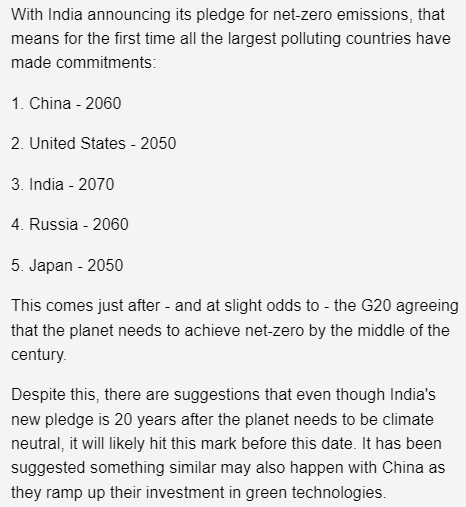 With India announcing its pledge for net-zero emissions, that
means for the first time all the largest polluting countries have
made commitments:
1. China - 2060
2. United States - 2050
3. India - 2070
4. Russia - 2060
5. Japan - 2050
This comes just after - and at slight odds to - the G20 agreeing
that the planet needs to achieve net-zero by the middle of the
century.
Despite this, there are suggestions that even though India's
new pledge is 20 years after the planet needs to be climate
neutral, it will likely hit this mark before this date. It has been
suggested something similar may also happen with China as
they ramp up their investment in green technologies.